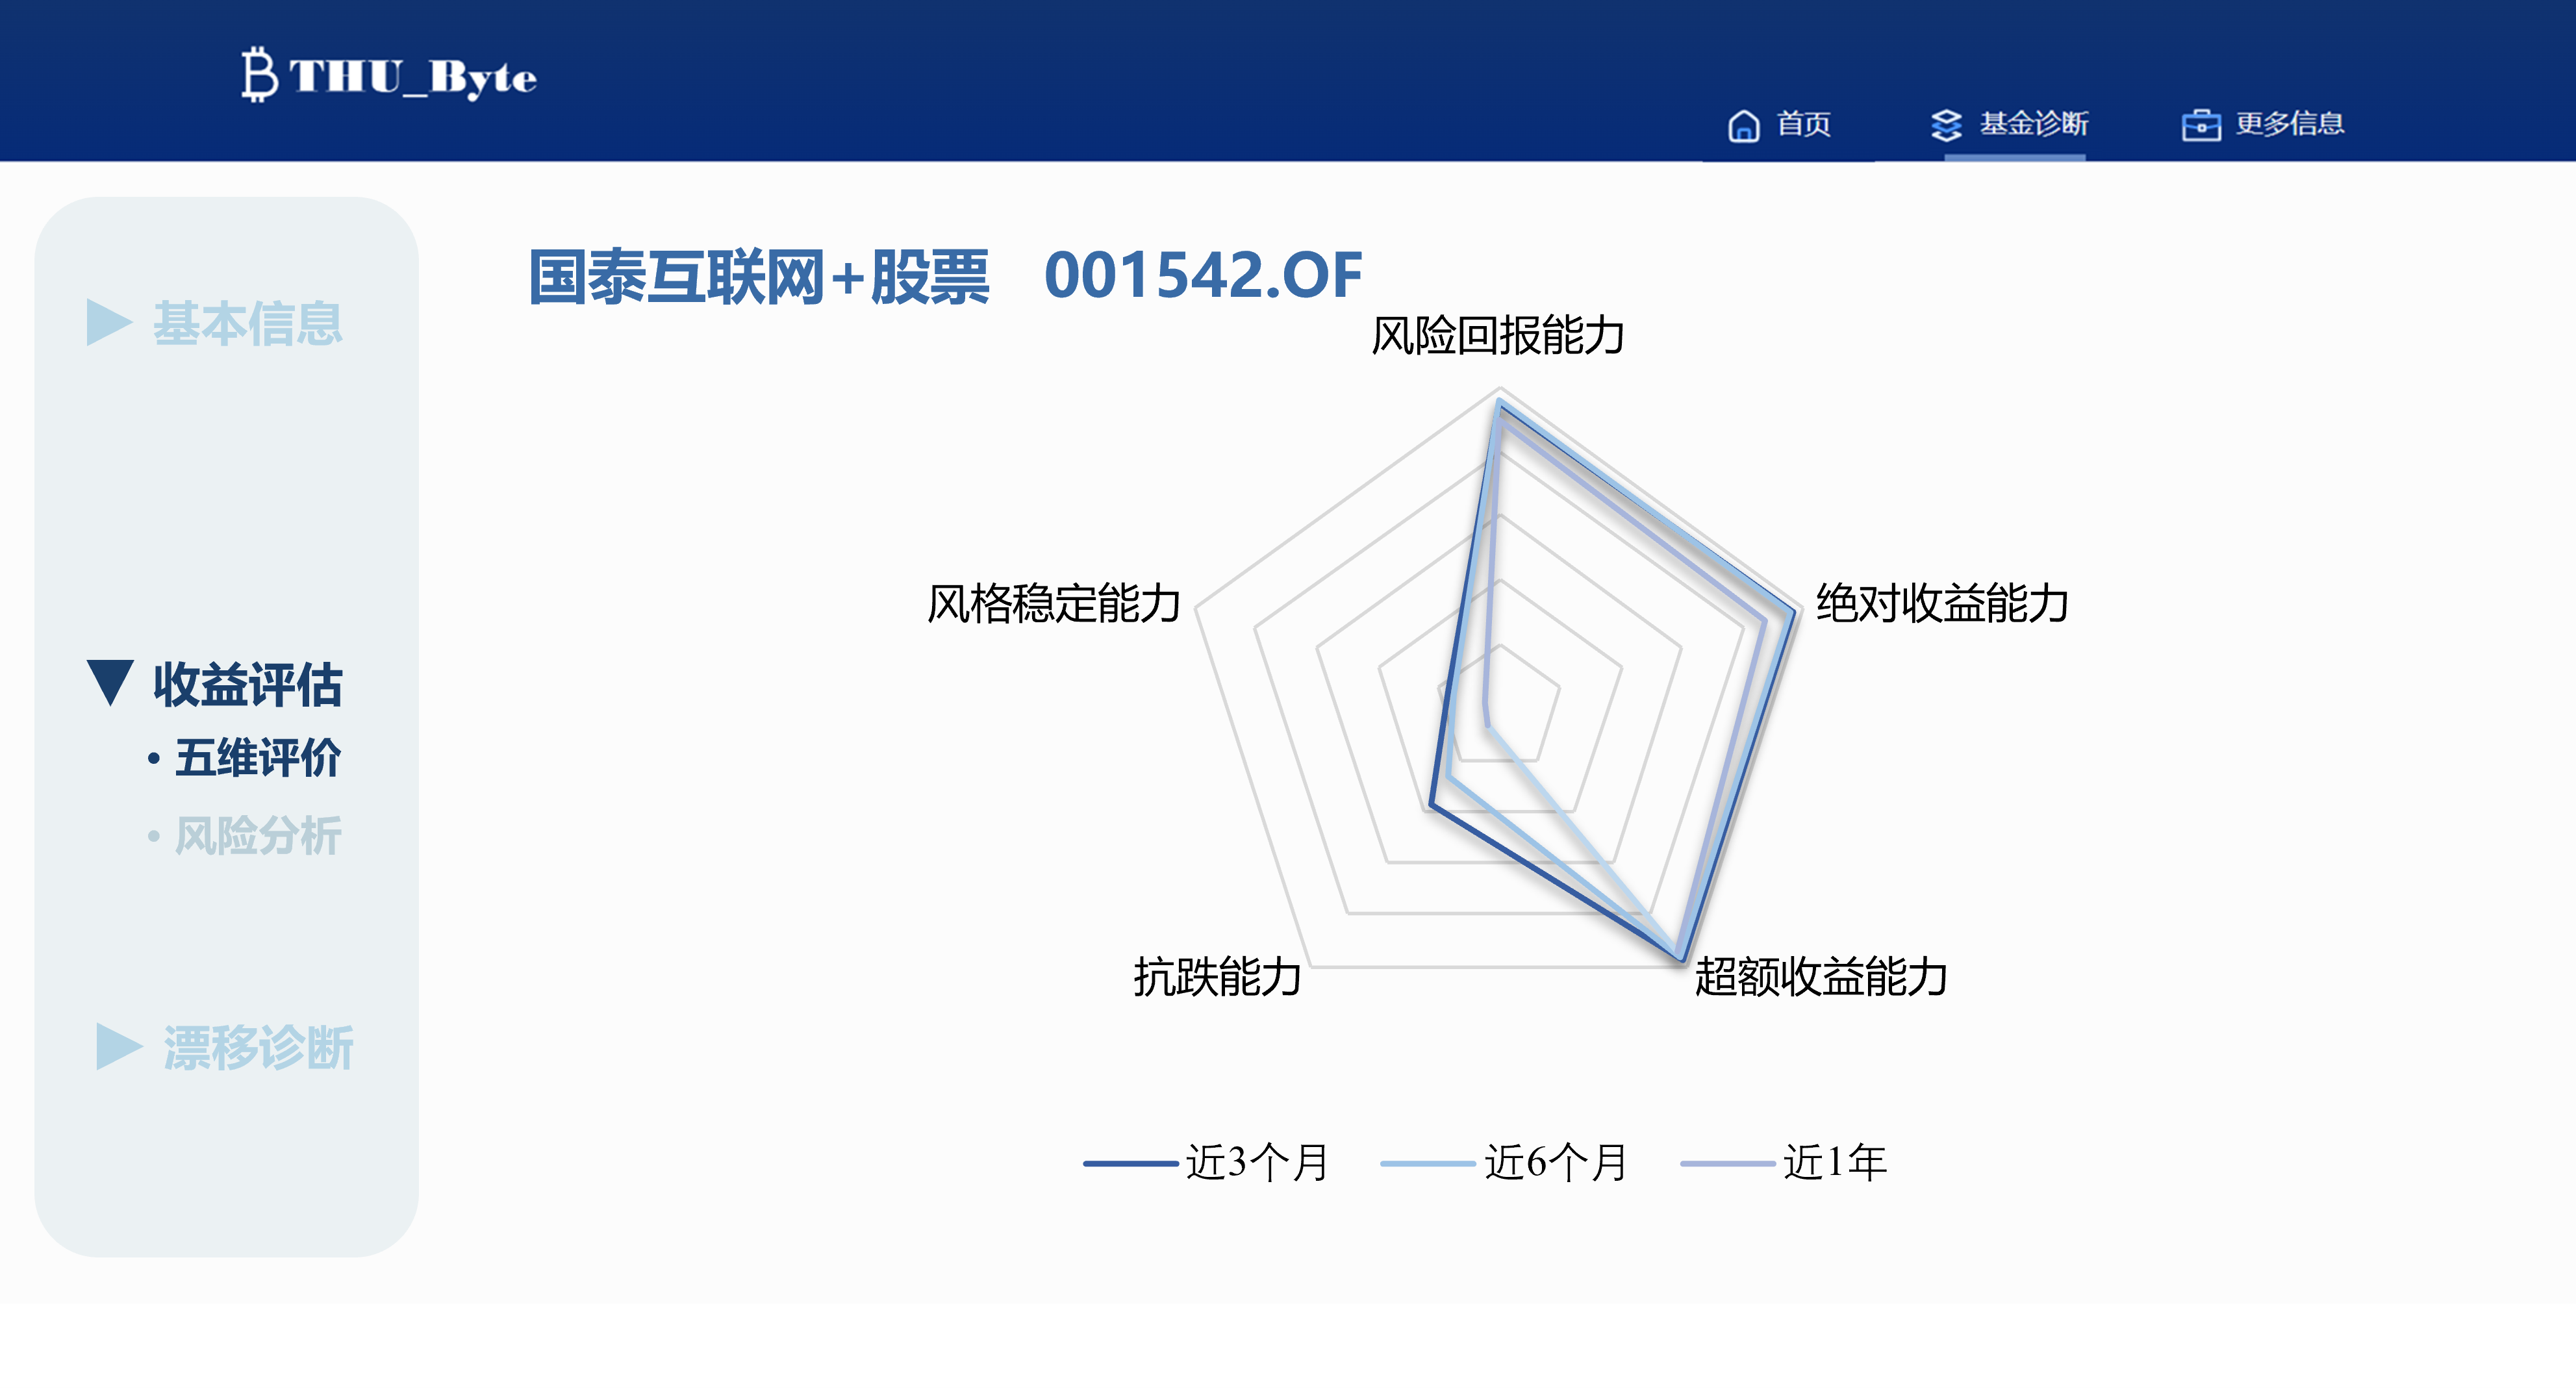 THU_Byte
首页
基金诊断
更多信息
基本信息
收益评估
• 五维评价
• 风险分析
漂移诊断
国泰互联网+股票 001542.OF
风险回报能力
绝对收益能力
超额收益能力
抗跌能力
风格稳定能力
近3个月
近6个月
近1年